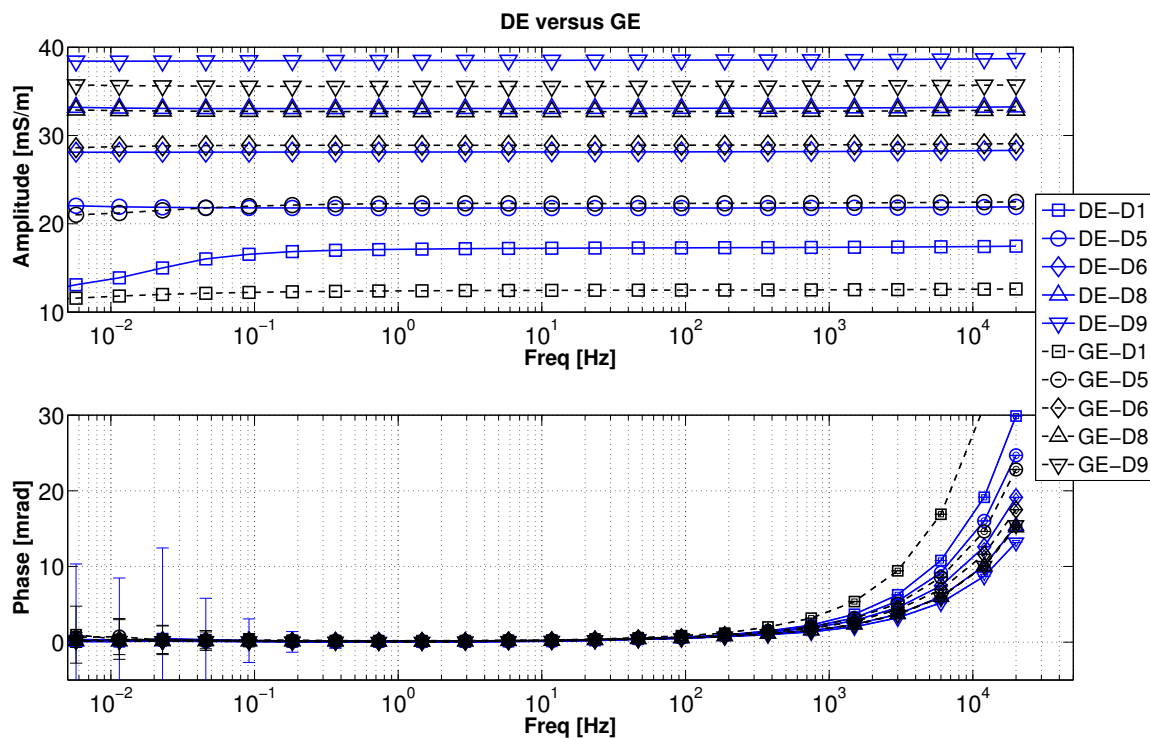 DE versus GE
40
30
20
10
Amplitude [mS/m]
10⁻² 10⁻¹ 10⁰ 10¹ 10² 10³ 10⁴
Freq [Hz]
DE−D1
DE−D5
DE−D6
DE−D8
DE−D9
GE−D1
GE−D5
GE−D6
GE−D8
GE−D9
30
20
10
0
Phase [mrad]
10⁻² 10⁻¹ 10⁰ 10¹ 10² 10³ 10⁴
Freq [Hz]